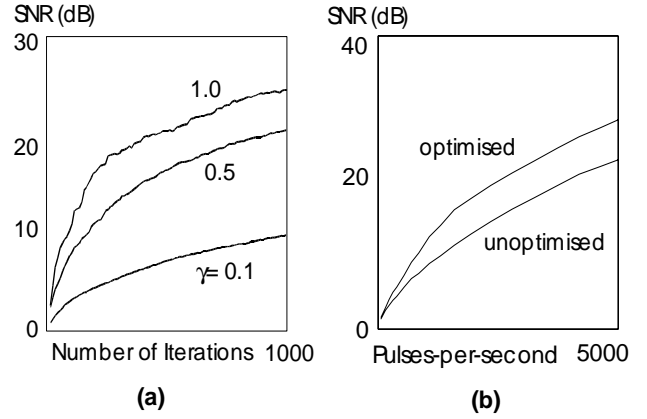 SNR (dB)
30
20
10
0
1.0
0.5
γ= 0.1
Number of Iterations 1000
(a)
SNR (dB)
40
20
0
optimised
unoptimised
Pulses-per-second 5000
(b)